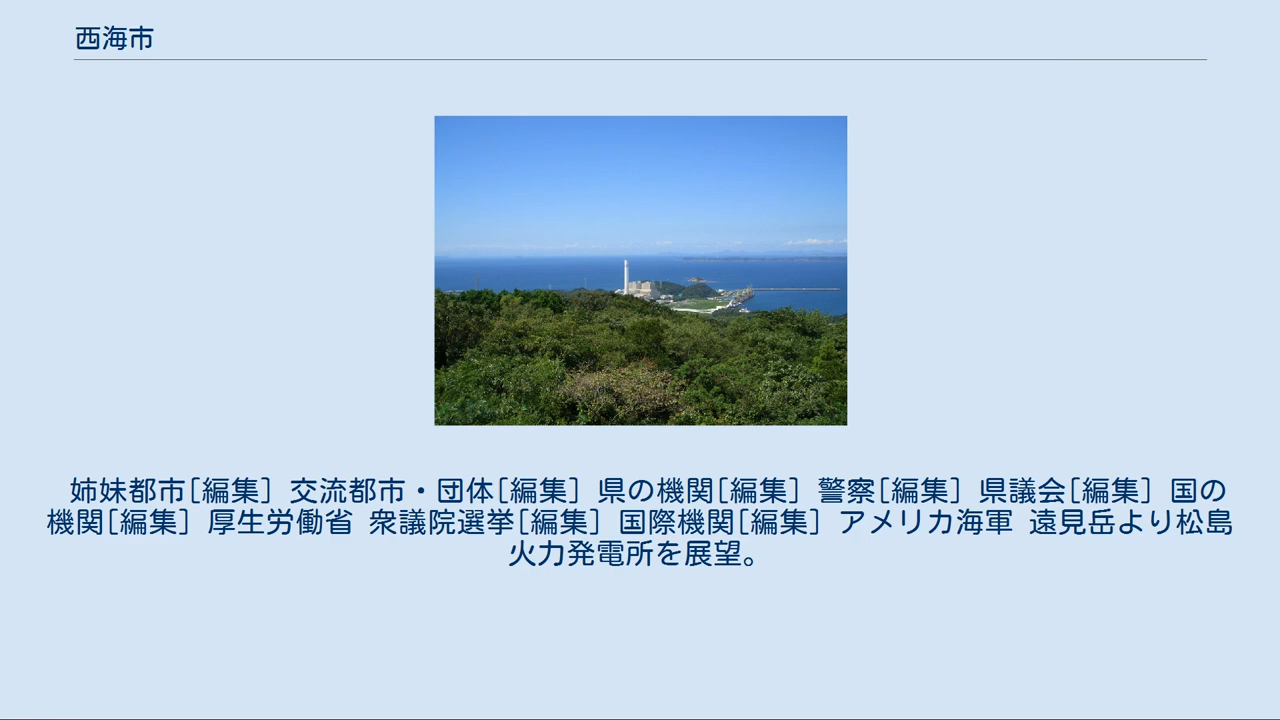 西海市
姉妹都市[編集] 交流都市・団体[編集] 県の機関[編集] 警察[編集] 県議会[編集] 国の
機関[編集] 厚生労働省 衆議院選挙[編集] 国際機関[編集] アメリカ海軍 遠見岳より松島
火力発電所を展望。